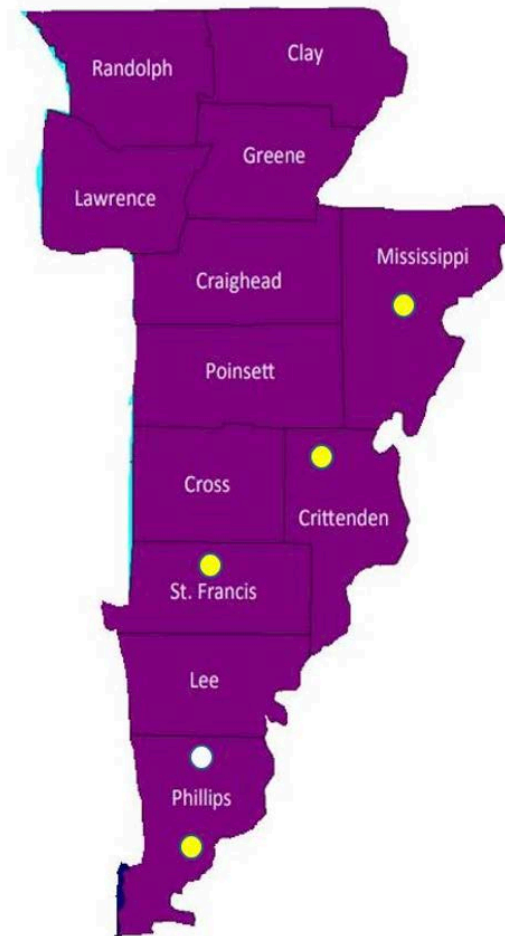 Randolph
Clay
Greene
Lawrence
Mississippi
Craighead
Poinsett
Cross
Crittenden
St. Francis
Lee
Phillips